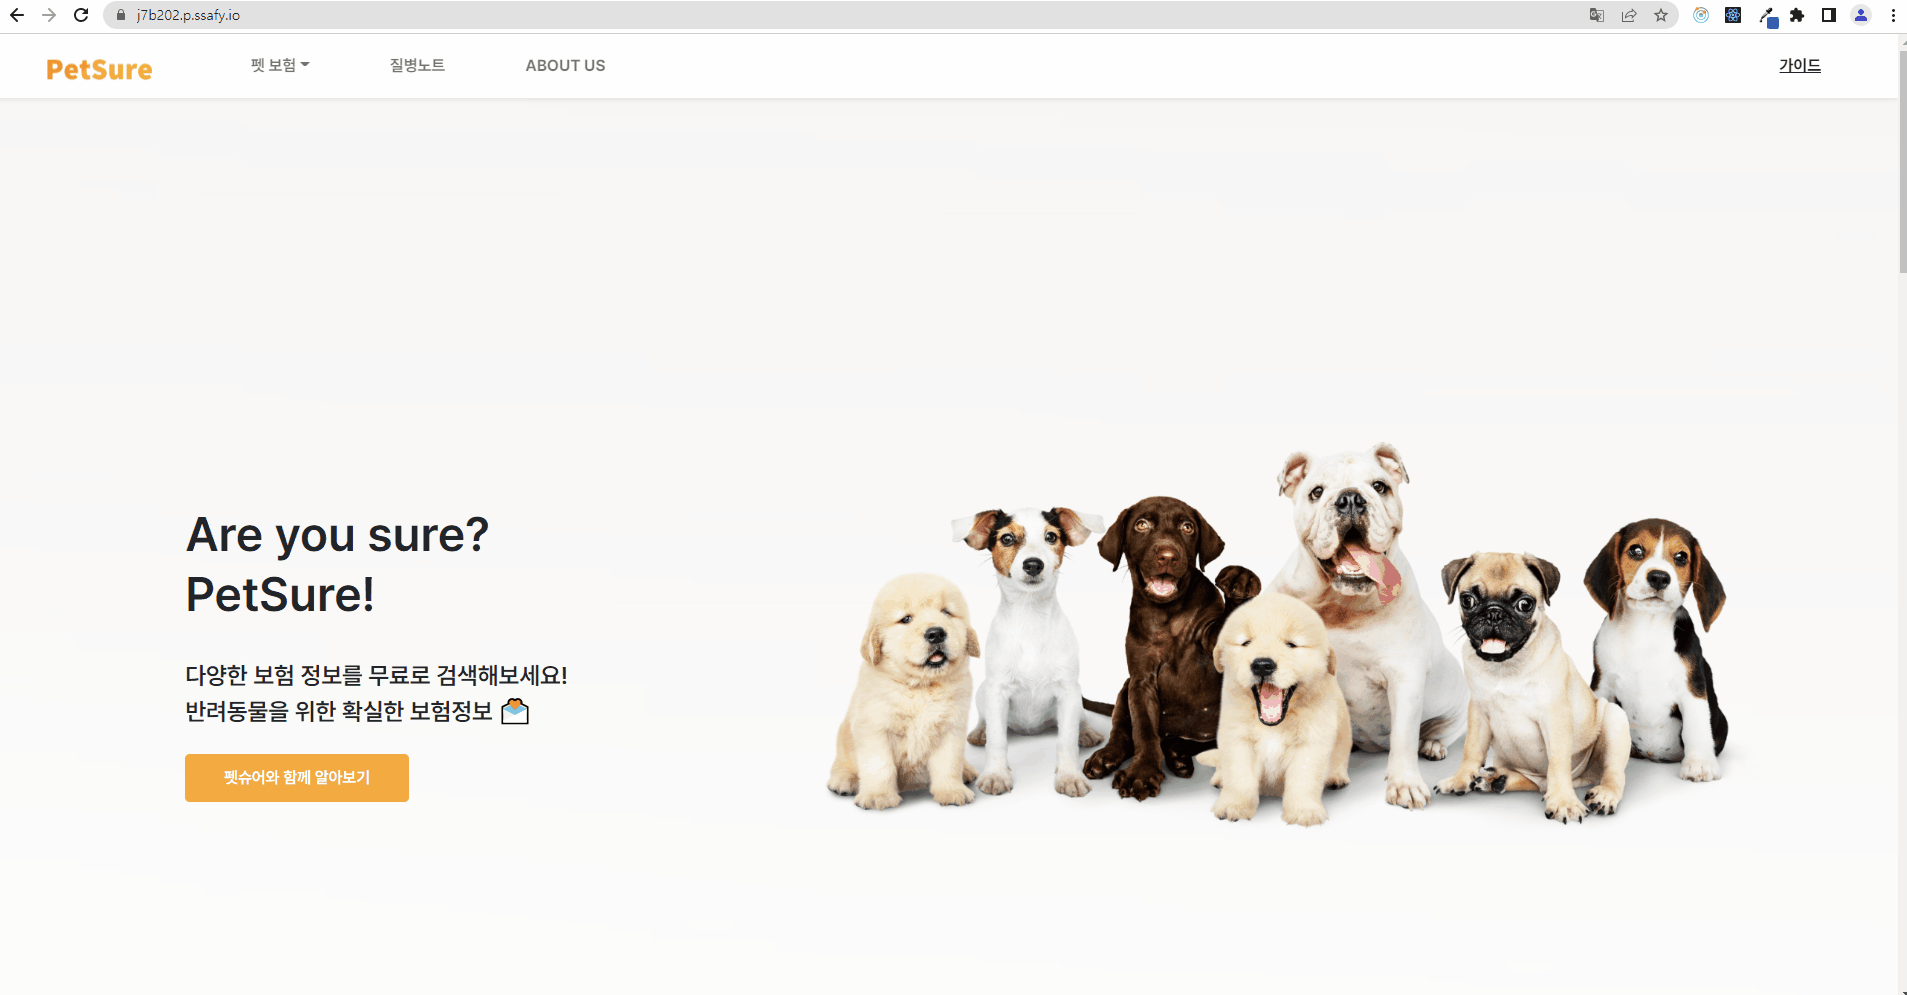 j7b202.p.ssafy.io
PetSure
펫 보험
질병노트
ABOUT US
가이드
Are you sure?
PetSure!
다양한 보험 정보를 무료로 검색해보세요!
반려동물을 위한 확실한 보험정보
펫슈어와 함께 알아보기